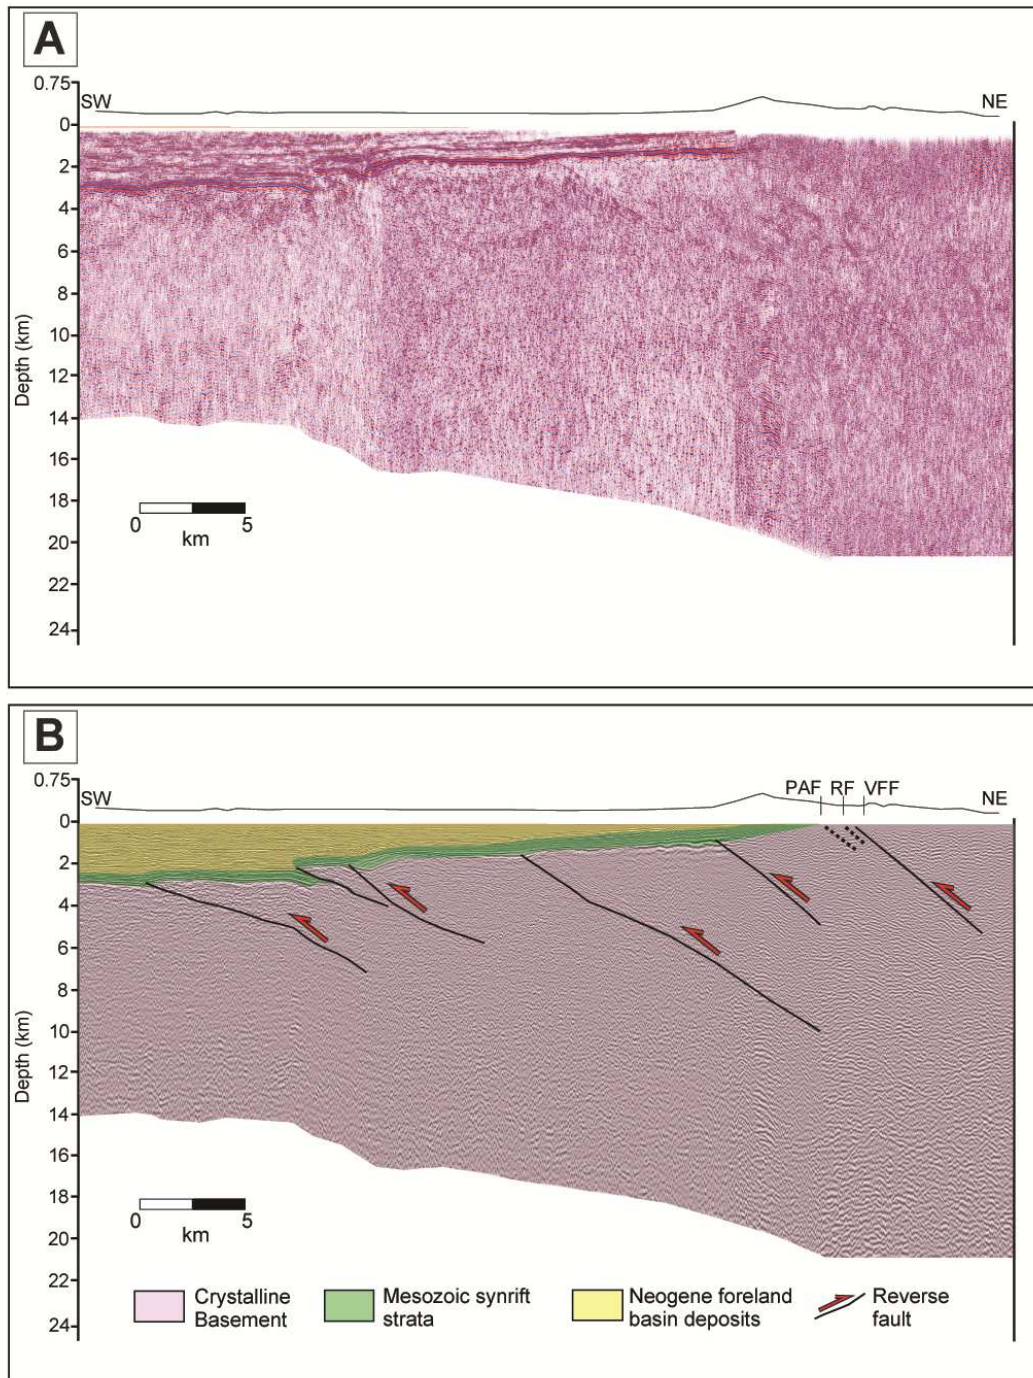 A
0.75
SW
NE
0
2
4
6
8
10
12
14
16
18
20
22
24
Depth (km)
0 5
km
B
0.75
SW
PAF RF VFF
NE
0
2
4
6
8
10
12
14
16
18
20
22
24
Depth (km)
0 5
km
Crystalline
Basement
Mesozoic synrift
strata
Neogene foreland
basin deposits
Reverse
fault